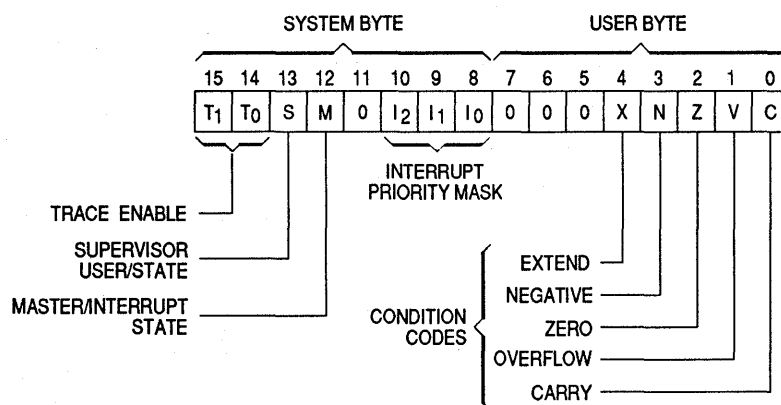 SYSTEM BYTE USER BYTE
15 14 13 12 11 10 9 8 7 6 5 4 3 2 1 0
T1 T0 S M 0 I2 I1 I0 0 0 0 X N Z V C
INTERRUPT
PRIORITY MASK
TRACE ENABLE
SUPERVISOR
USER/STATE
MASTER/INTERRUPT
STATE
CONDITION
CODES
EXTEND
NEGATIVE
ZERO
OVERFLOW
CARRY